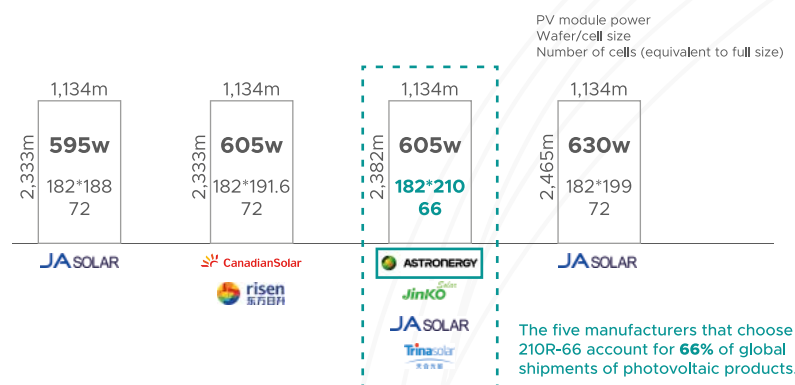 PV module power
Wafer/cell size
Number of cells (equivalent to full size)
1,134m
1,134m
1,134m
1,134m
2,333m
595w
182*188
72
2,333m
605w
182*191.6
72
2,382m
605w
182*210
66
2,465m
630w
182*199
72
JA SOLAR
CanadianSolar
risen
东方日升
ASTRONERGY
JinKO Solar
JA SOLAR
Trinasolar
天合光能
JA SOLAR
The five manufacturers that choose
210R-66 account for 66% of global
shipments of photovoltaic products.